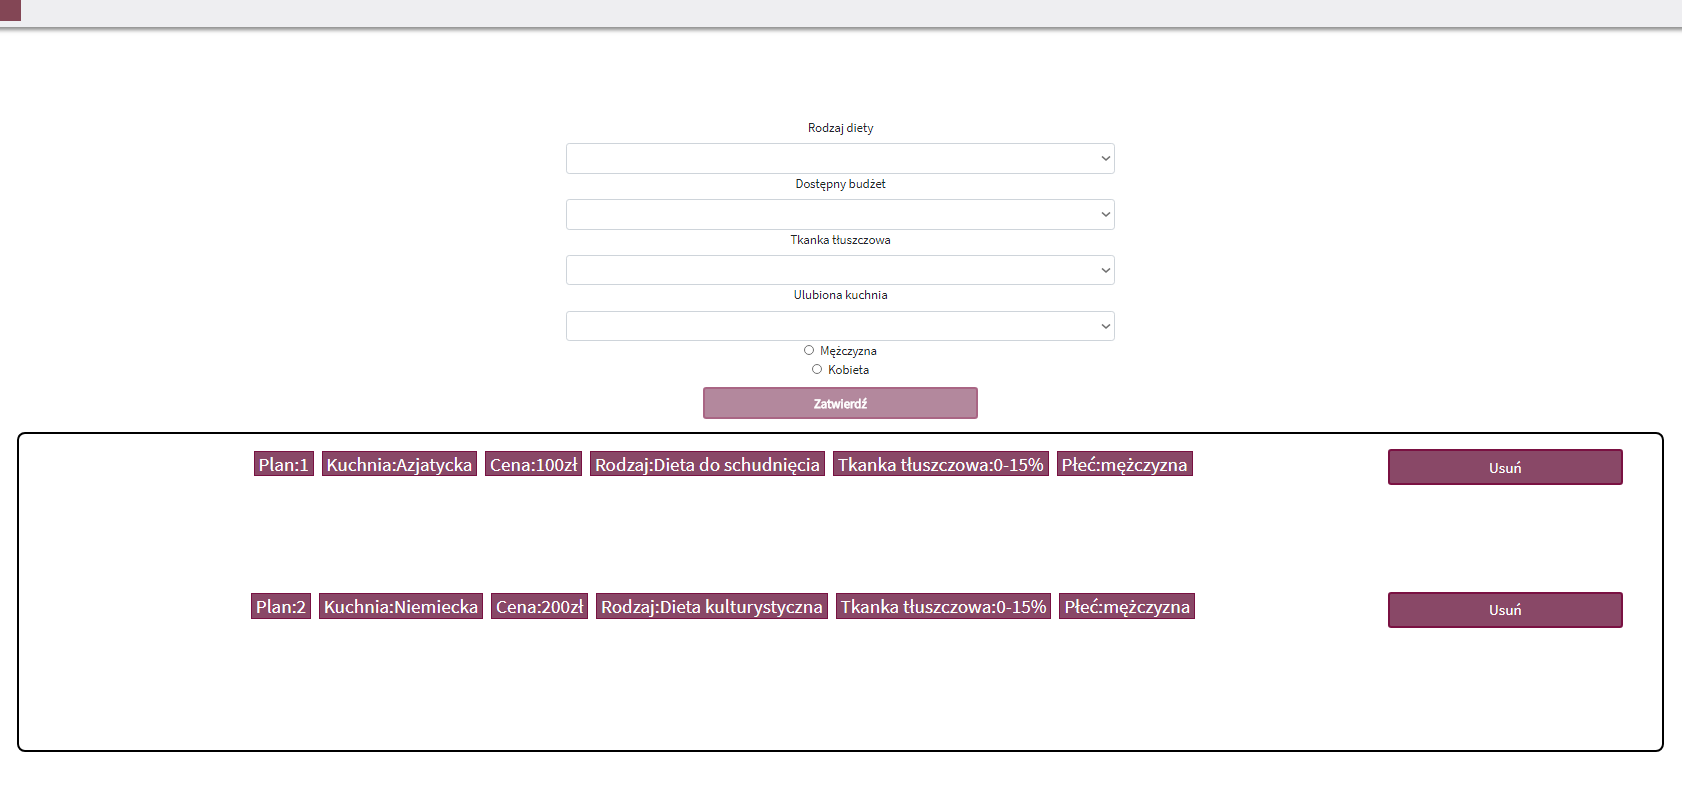 Rodzaj diety
Dostępny budżet
Tkanka tłuszczowa
Ulubiona kuchnia
Mężczyzna
Kobieta
Zatwierdź
Plan:1 Kuchnia:Azjatycka Cena:100zł Rodzaj:Dieta do schudnięcia Tkanka tłuszczowa:0-15% Płeć:mężczyzna Usuń
Plan:2 Kuchnia:Niemiecka Cena:200zł Rodzaj:Dieta kulturystyczna Tkanka tłuszczowa:0-15% Płeć:mężczyzna Usuń